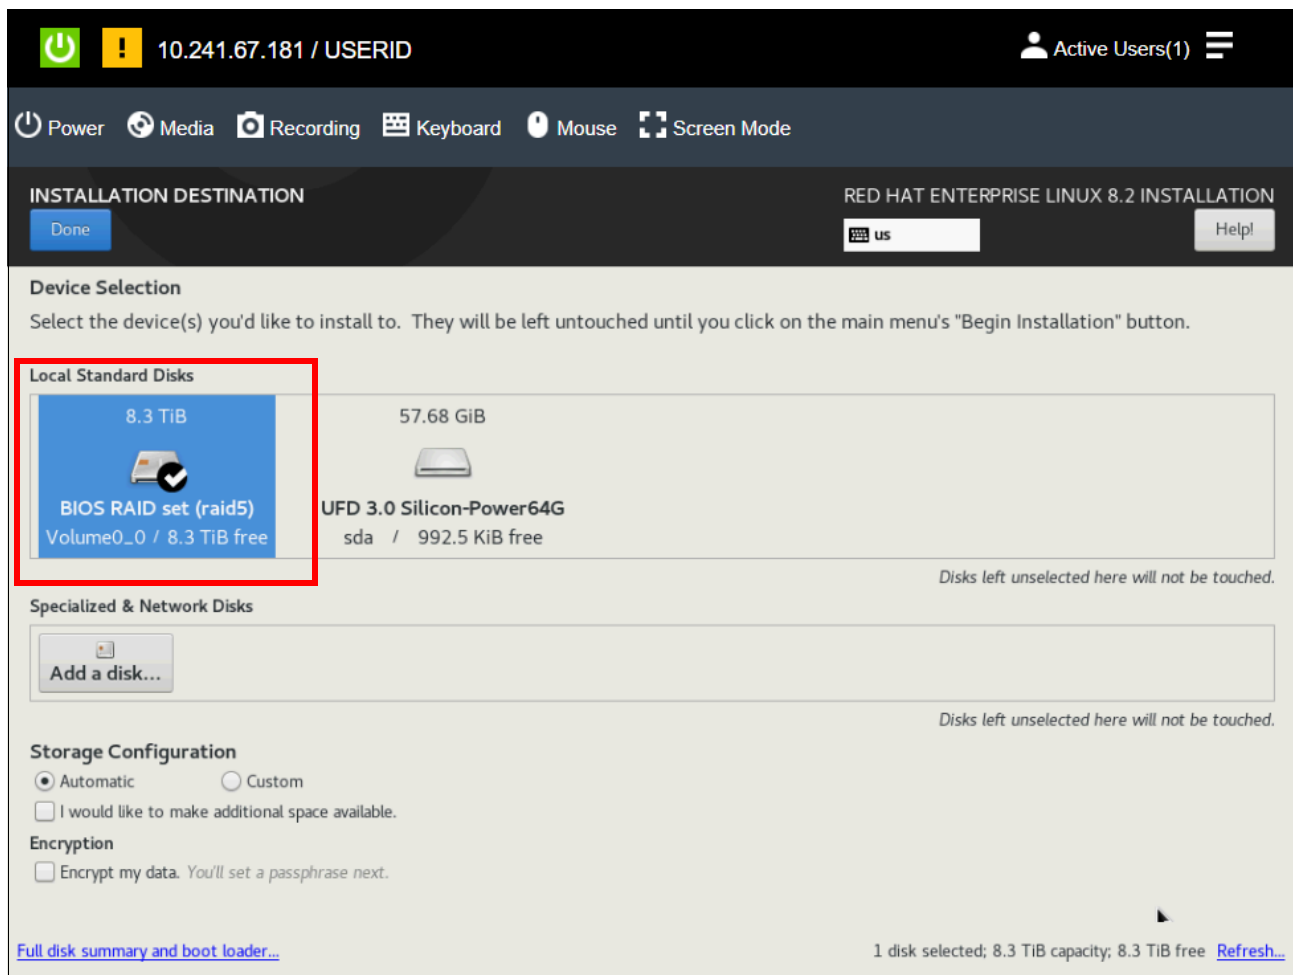 10.241.67.181 / USERID
Active Users(1)
Power Media Recording Keyboard Mouse Screen Mode
INSTALLATION DESTINATION
RED HAT ENTERPRISE LINUX 8.2 INSTALLATION
Done
us
Help!
Device Selection
Select the device(s) you'd like to install to. They will be left untouched until you click on the main menu's "Begin Installation" button.
Local Standard Disks
8.3 TiB
BIOS RAID set (raid5)
Volume0_0 / 8.3 TiB free
57.68 GiB
UFD 3.0 Silicon-Power64G
sda / 992.5 KiB free
Disks left unselected here will not be touched.
Specialized & Network Disks
Add a disk...
Disks left unselected here will not be touched.
Storage Configuration
Automatic Custom
I would like to make additional space available.
Encryption
Encrypt my data. You'll set a passphrase next.
Full disk summary and boot loader...
1 disk selected; 8.3 TiB capacity; 8.3 TiB free Refresh...